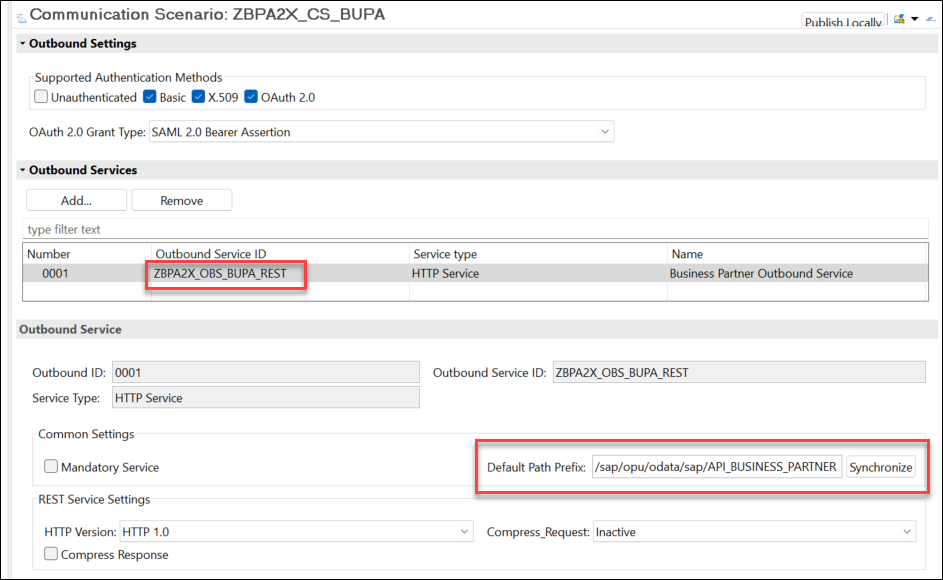 Communication Scenario: ZBPA2X_CS_BUPA
Publish Locally
Outbound Settings
Supported Authentication Methods
Unauthenticated Basic X.509 OAuth 2.0
OAuth 2.0 Grant Type: SAML 2.0 Bearer Assertion
Outbound Services
Add... Remove
type filter text
Number Outbound Service ID Service type Name
0001 ZBPA2X_OBS_BUPA_REST HTTP Service Business Partner Outbound Service
Outbound Service
Outbound ID: 0001 Outbound Service ID: ZBPA2X_OBS_BUPA_REST
Service Type: HTTP Service
Common Settings
Mandatory Service Default Path Prefix: /sap/opu/odata/sap/API_BUSINESS_PARTNER Synchronize
REST Service Settings
HTTP Version: HTTP 1.0 Compress_Request: Inactive
Compress Response